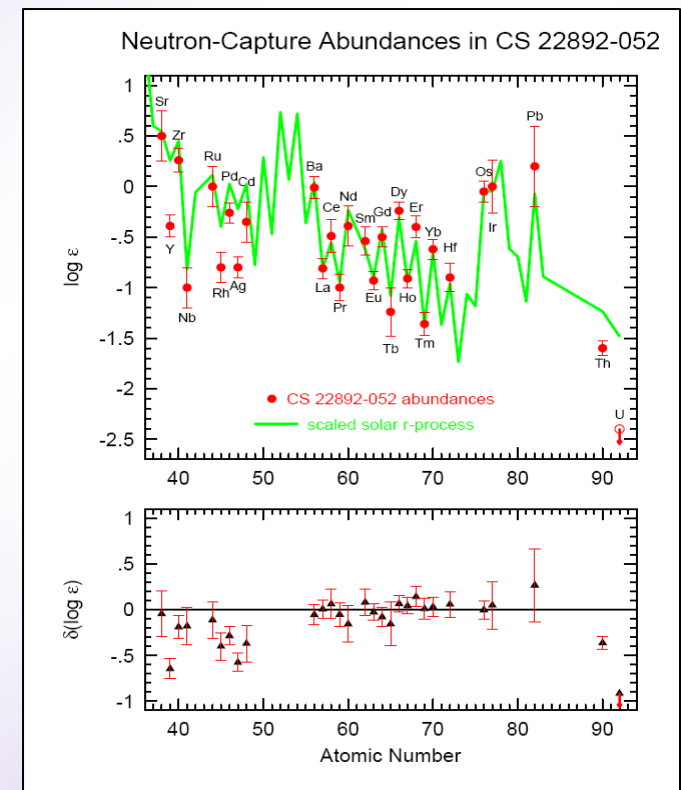 Neutron-Capture Abundances in CS 22892-052
1
.5
0
-.5
-1
-1.5
-2
-2.5
log ε
Sr
Y
Zr
Nb
Ru
Rh
Pd
Ag
Cd
Ba
La
Ce
Pr
Nd
Sm
Eu
Gd
Tb
Dy
Ho
Er
Tm
Yb
Hf
Os
Ir
Pb
Th
U
CS 22892-052 abundances
scaled solar r-process
40 50 60 70 80 90
1
.5
0
-.5
-1
δ(log ε)
40 50 60 70 80 90
Atomic Number